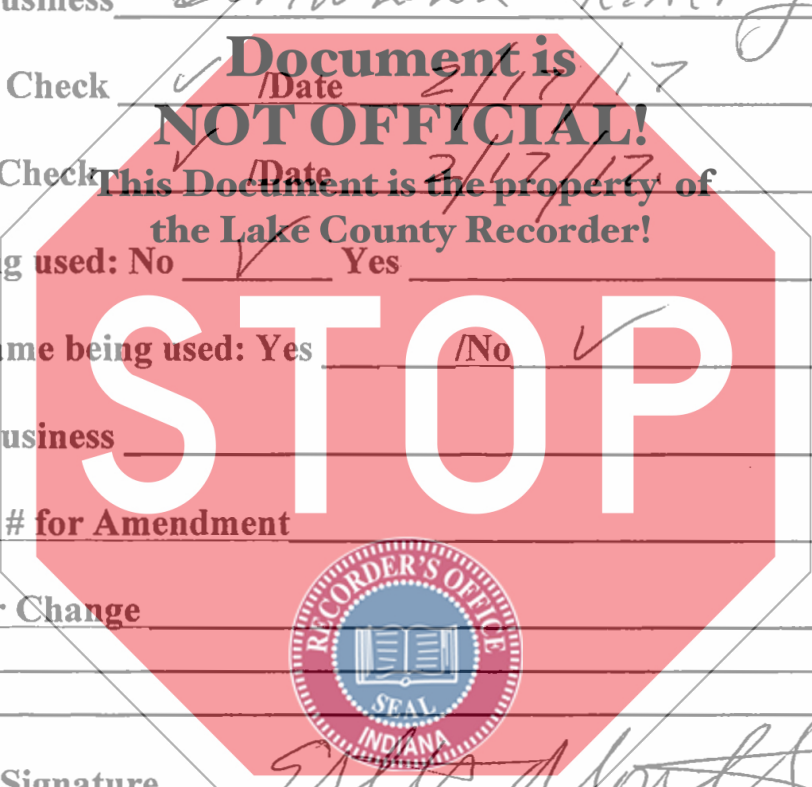 usiness
Document is
Check ✓ /Date 2/17/17
NOT OFFICIAL!
Check ✓ /Date 2/17/17
This Document is the property of
the Lake County Recorder!
g used: No ✓ Yes
me being used: Yes /No ✓
STOP
usiness
# for Amendment
RECORDER'S OFFICE
Change
SEAL
INDIANA
Signature